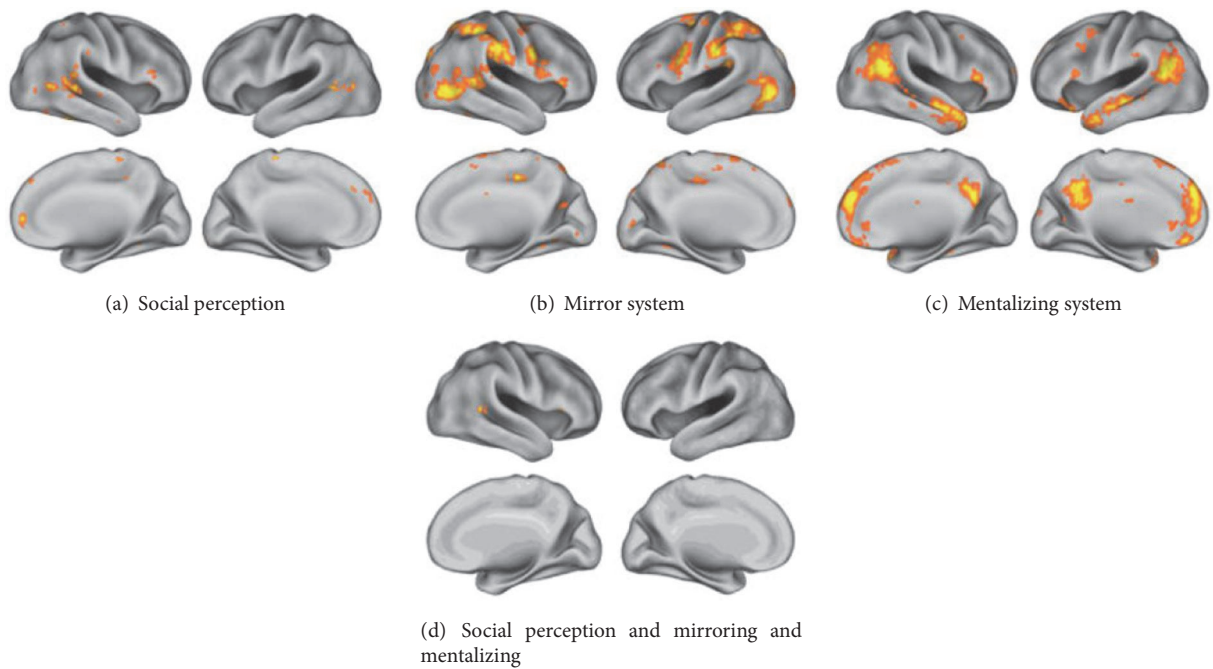 (a) Social perception
(b) Mirror system
(c) Mentalizing system
(d) Social perception and mirroring and
mentalizing